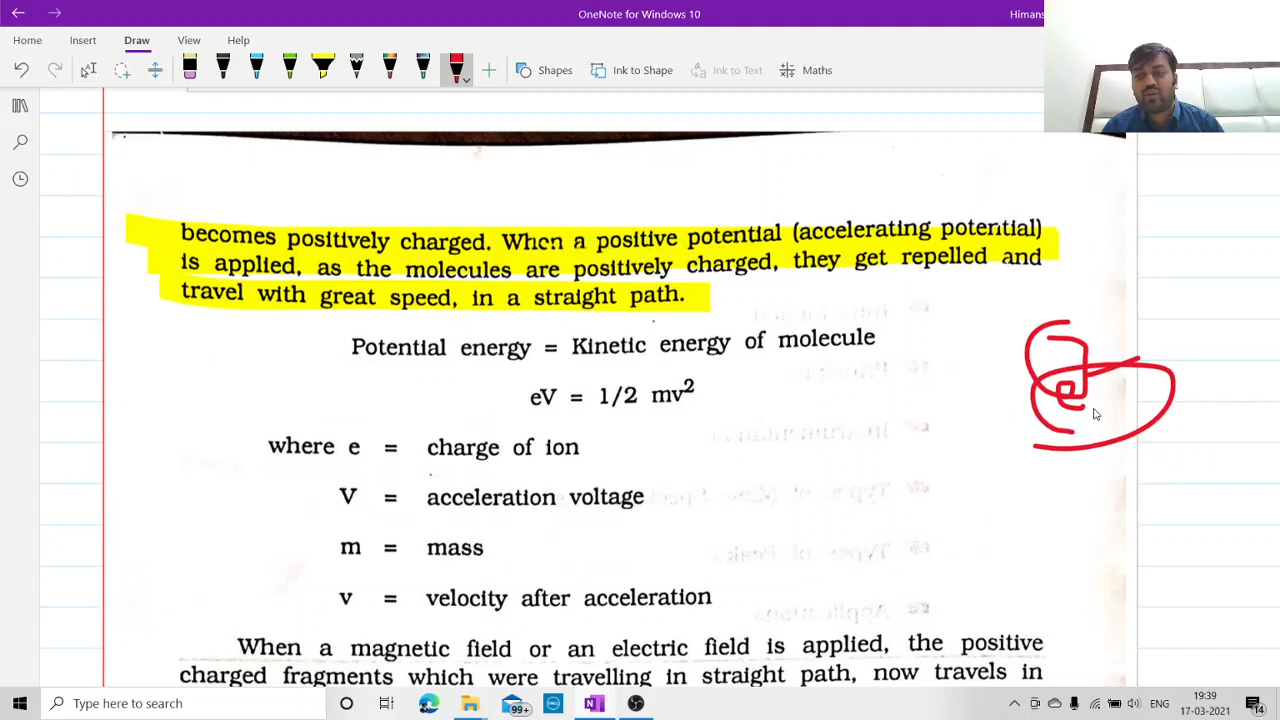 OneNote for Windows 10
Himans
Home Insert Draw View Help
Shapes Ink to Shape Ink to Text Maths
becomes positively charged. When a positive potential (accelerating potential)
is applied, as the molecules are positively charged, they get repelled and
travel with great speed, in a straight path.
Potential energy = Kinetic energy of molecule
eV = 1/2 mv²
where e = charge of ion
V = acceleration voltage
m = mass
v = velocity after acceleration
When a magnetic field or an electric field is applied, the positive
charged fragments which were travelling in straight path, now travels in
Type here to search
99+
DELL
ENG
19:39
17-03-2021
14